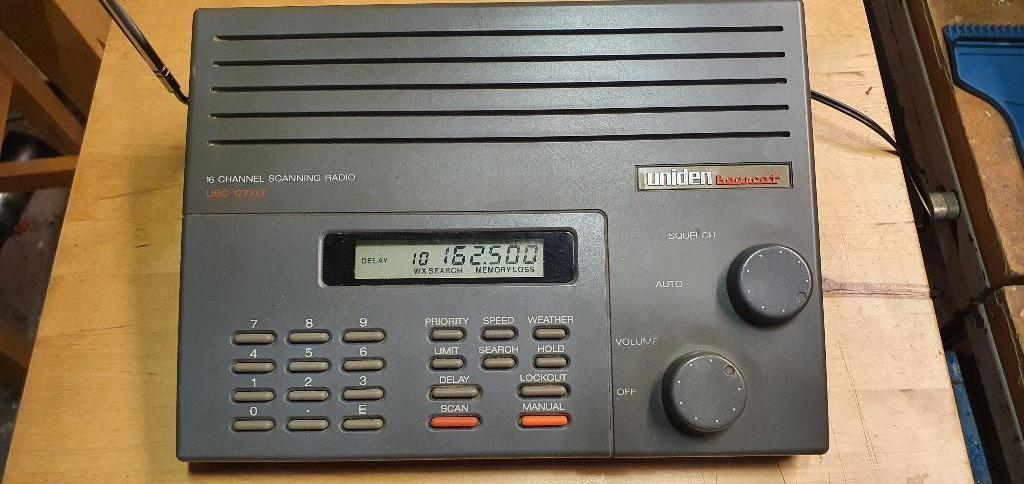 16 CHANNEL SCANNING RADIO
UBC 177XLT
uniden Bearcat
SQUELCH
AUTO
VOLUME
OFF
DELAY 10 162.500
WX SEARCH MEMORY LOSS
7 8 9
4 5 6
1 2 3
0 . E
PRIORITY SPEED WEATHER
LIMIT SEARCH HOLD
DELAY LOCKOUT
SCAN MANUAL